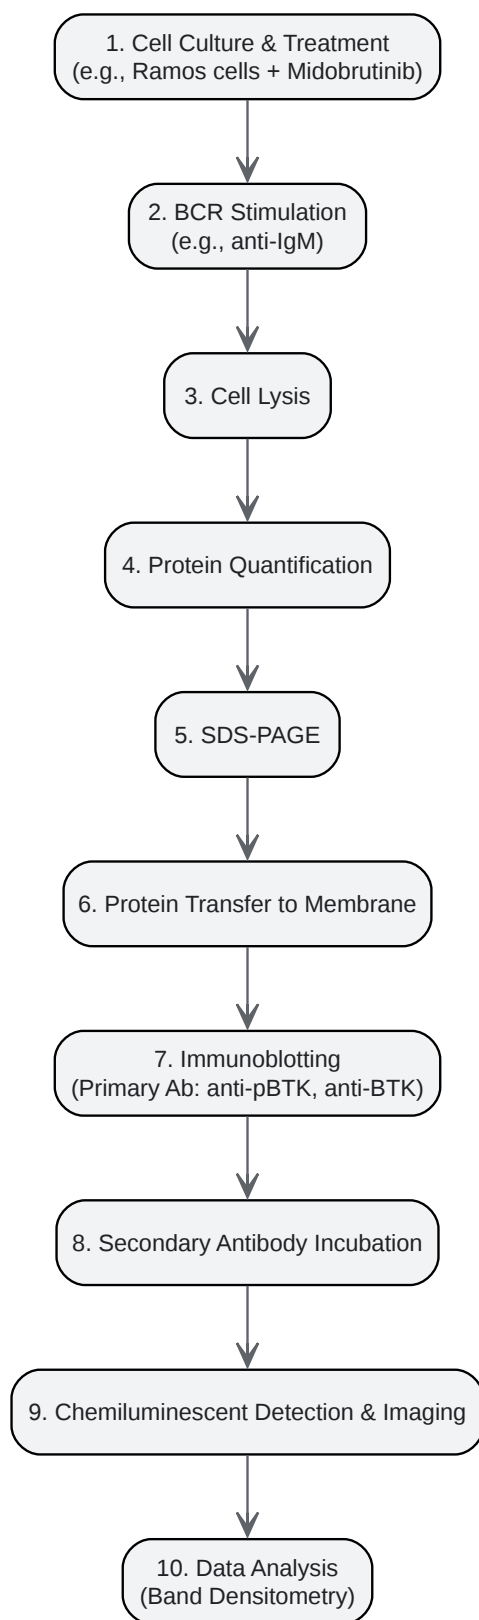 1. Cell Culture & Treatment
(e.g., Ramos cells + Midobrutinib)
2. BCR Stimulation
(e.g., anti-IgM)
3. Cell Lysis
4. Protein Quantification
5. SDS-PAGE
6. Protein Transfer to Membrane
7. Immunoblotting
(Primary Ab: anti-pBTK, anti-BTK)
8. Secondary Antibody Incubation
9. Chemiluminescent Detection & Imaging
10. Data Analysis
(Band Densitometry)